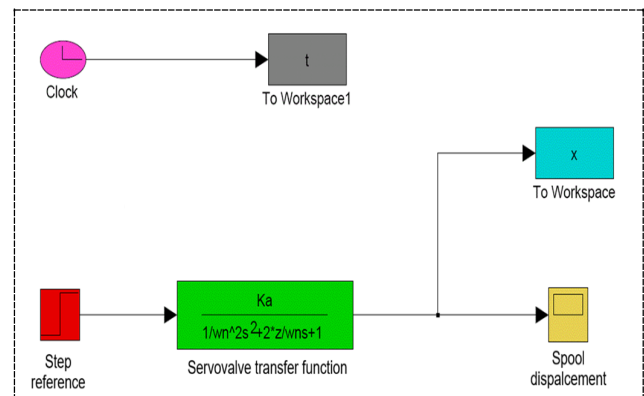 t
Clock
To Workspace1
x
To Workspace
Ka
1/wn^2s2+2*z/wns+1
Step
reference
Servovalve transfer function
Spool
dispalcement